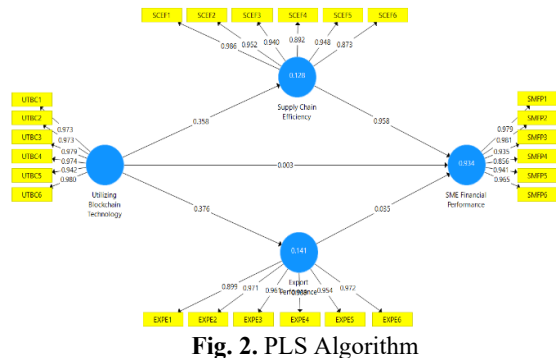 SCEF1 SCEF2 SCEF3 SCEF4 SCEF5 SCEF6
0.986 0.952 0.940 0.892 0.948 0.873
0.128
Supply Chain
Efficiency
UTBC1
UTBC2
UTBC3
UTBC4
UTBC5
UTBC6
0.973
0.973
0.979
0.974
0.942
0.980
Utilizing
Blockchain
Technology
0.358
0.003
0.376
0.958
0.035
0.934
SME Financial
Performance
0.979
0.981
0.935
0.856
0.941
0.965
SMFP1
SMFP2
SMFP3
SMFP4
SMFP5
SMFP6
0.141
Export Performance
0.899 0.971 0.954 0.972
EXPE1 EXPE2 EXPE3 EXPE4 EXPE5 EXPE6
Fig. 2. PLS Algorithm